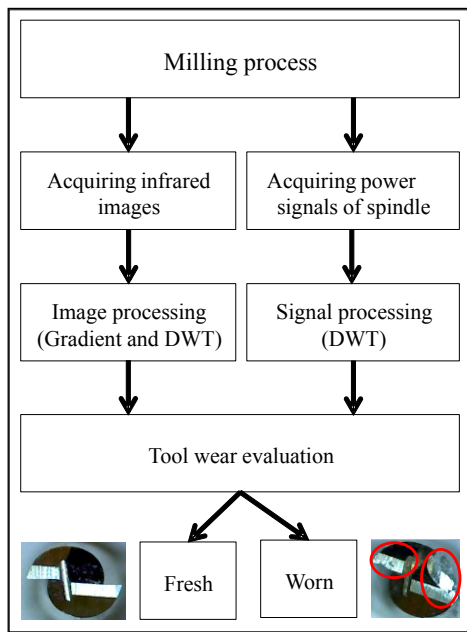 Milling process
Acquiring infrared
images
Acquiring power
signals of spindle
Image processing
(Gradient and DWT)
Signal processing
(DWT)
Tool wear evaluation
Fresh
Worn